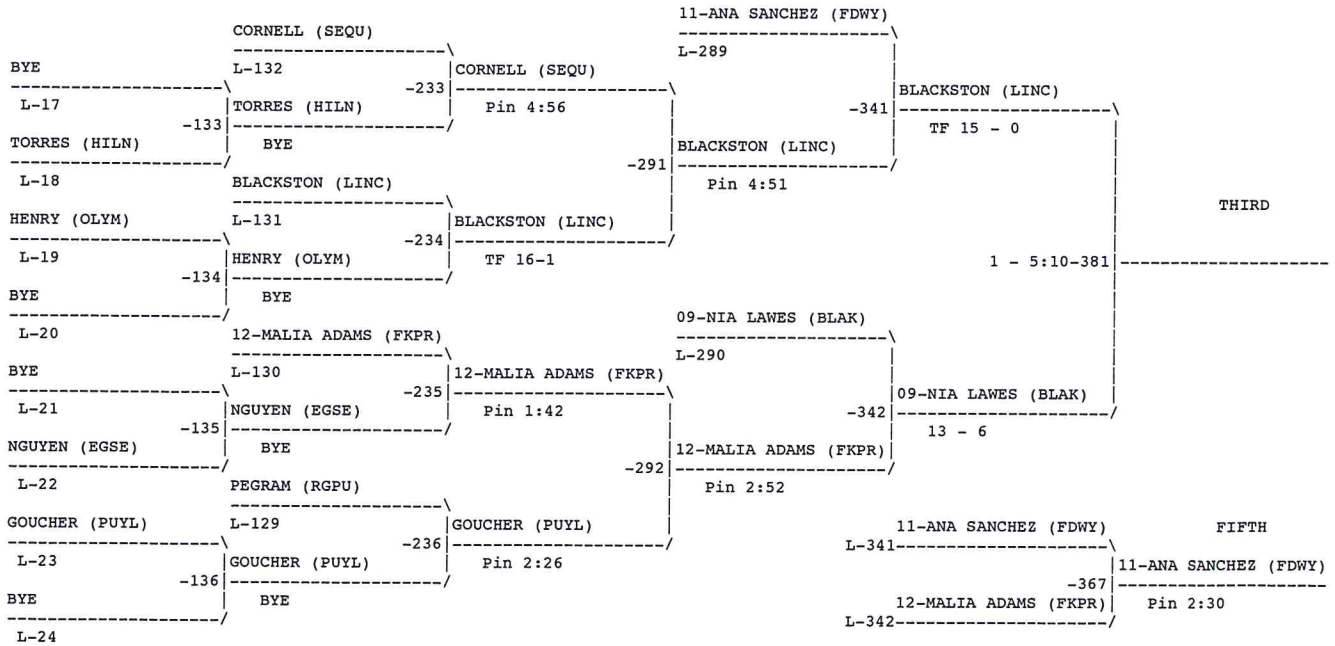 11-ANA SANCHEZ (FDWY)
CORNELL (SEQU)
L-289
BYE
L-132
CORNELL (SEQU)
BLACKSTON (LINC)
-233
L-17
TORRES (HILN)
Pin 4:56
-341
-133
TF 15 - 0
TORRES (HILN)
BYE
BLACKSTON (LINC)
-291
L-18
BLACKSTON (LINC)
Pin 4:51
THIRD
HENRY (OLYM)
L-131
BLACKSTON (LINC)
-234
L-19
HENRY (OLYM)
TF 16-1
1 - 5:10-381
-134
BYE
BYE
L-20
12-MALIA ADAMS (FKPR)
09-NIA LAWES (BLAK)
L-290
BYE
L-130
12-MALIA ADAMS (FKPR)
-235
09-NIA LAWES (BLAK)
L-21
NGUYEN (EGSE)
Pin 1:42
-342
-135
13 - 6
NGUYEN (EGSE)
BYE
12-MALIA ADAMS (FKPR)
-292
L-22
PEGRAM (RGPU)
Pin 2:52
GOUCHER (PUYL)
L-129
GOUCHER (PUYL)
11-ANA SANCHEZ (FDWY)
FIFTH
-236
L-341
L-23
GOUCHER (PUYL)
Pin 2:26
11-ANA SANCHEZ (FDWY)
-136
-367
BYE
BYE
12-MALIA ADAMS (FKPR)
Pin 2:30
L-342
L-24